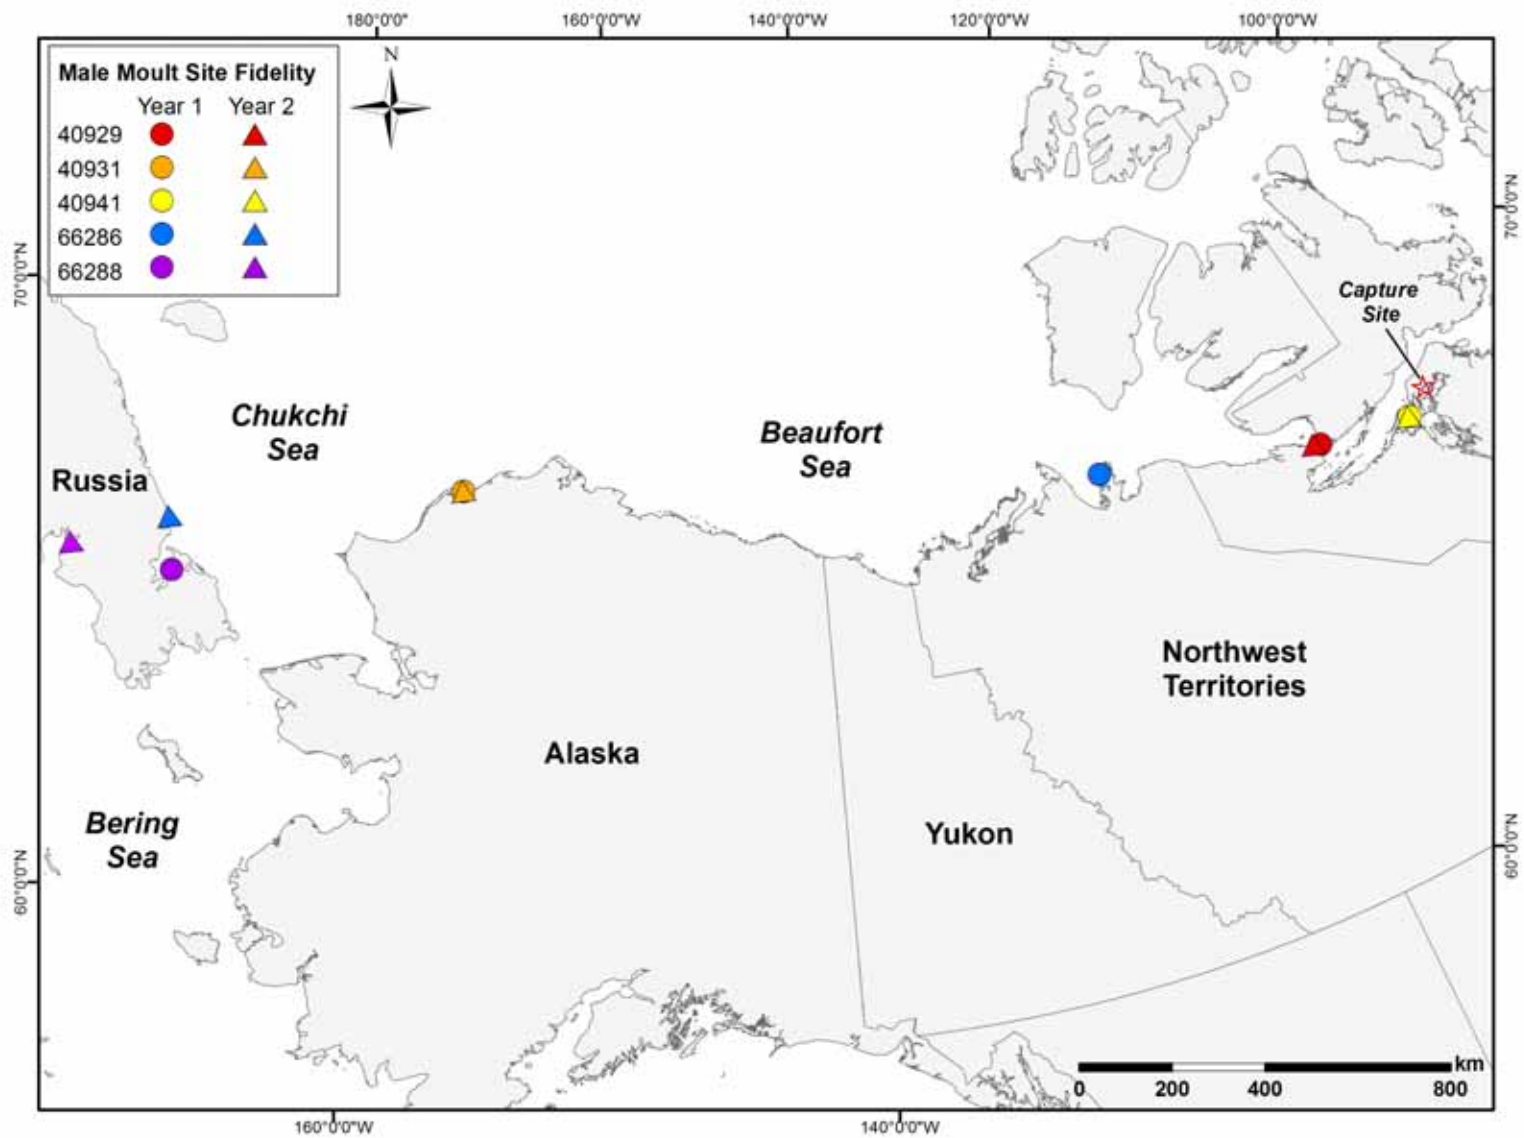 180°0'0" 160°0'0"W 140°0'0"W 120°0'0"W 100°0'0"W
N
Male Moult Site Fidelity
Year 1 Year 2
40929
40931
40941
66286
66288
70°0'0"N
70°0'0"N
Capture
Site
Chukchi
Sea
Beaufort
Sea
Russia
Northwest
Territories
Alaska
Bering
Sea
Yukon
60°0'0"N
60°0'0"N
km
0 200 400 800
160°0'0"W 140°0'0"W